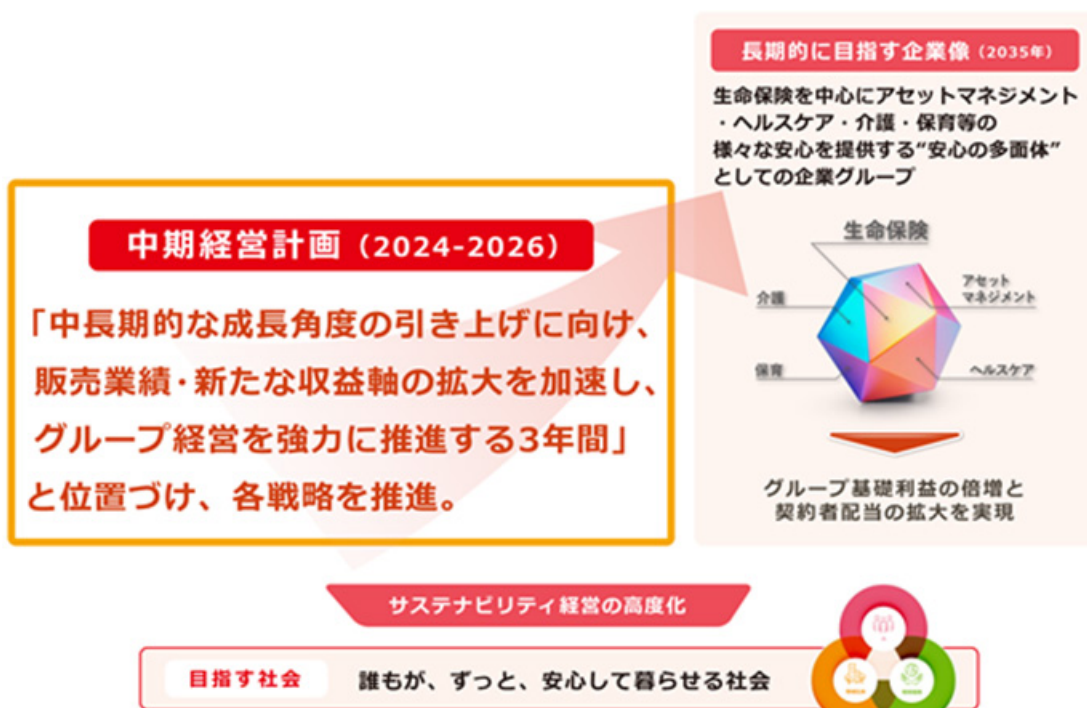 長期的に目指す企業像（2035年）
生命保険を中心にアセットマネジメント
・ヘルスケア・介護・保育等の
様々な安心を提供する“安心の多面体”
としての企業グループ
生命保険
介護
アセット
マネジメント
保育
ヘルスケア
グループ基礎利益の倍増と
契約者配当の拡大を実現
中期経営計画（2024-2026）
「中長期的な成長角度の引き上げに向け、
販売業績・新たな収益軸の拡大を加速し、
グループ経営を強力に推進する3年間」
と位置づけ、各戦略を推進。
サステナビリティ経営の高度化
目指す社会
誰もが、ずっと、安心して暮らせる社会